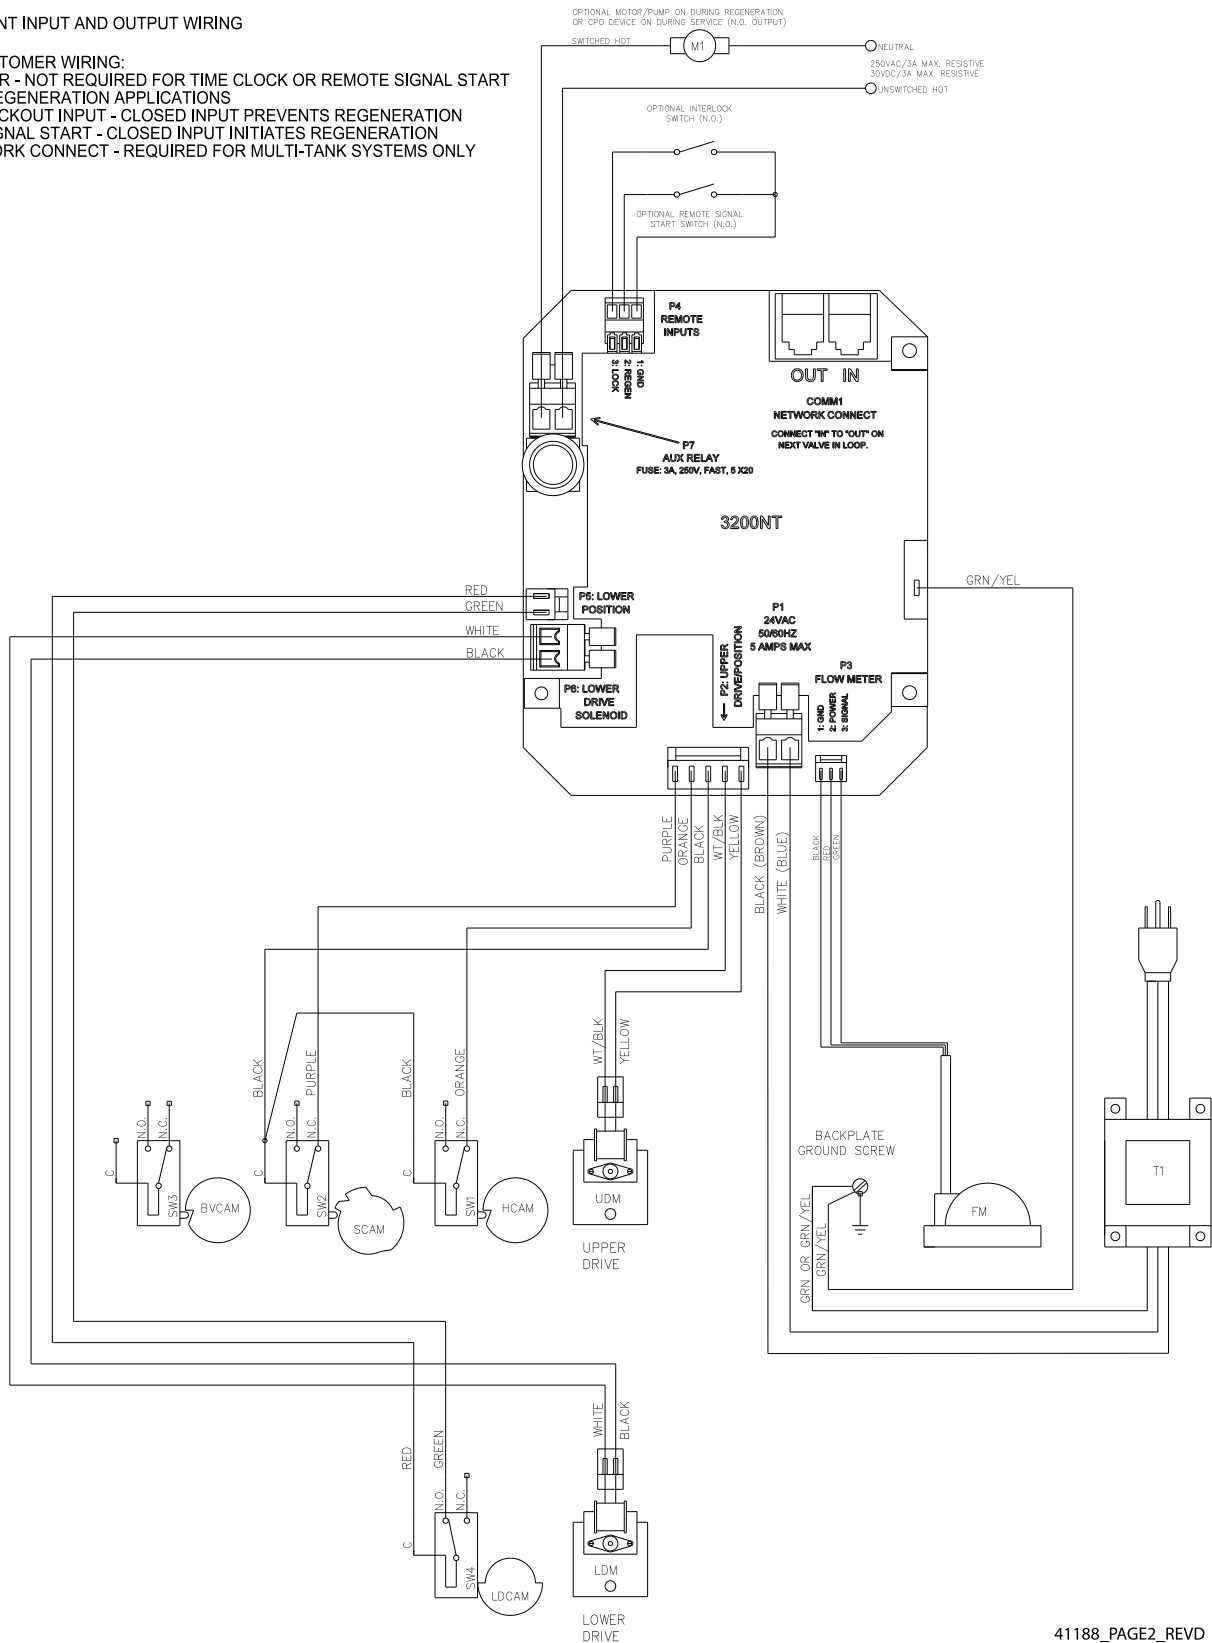 NT INPUT AND OUTPUT WIRING
TOMER WIRING:
R - NOT REQUIRED FOR TIME CLOCK OR REMOTE SIGNAL START
EGENERATION APPLICATIONS
CKOUT INPUT - CLOSED INPUT PREVENTS REGENERATION
GNAL START - CLOSED INPUT INITIATES REGENERATION
ORK CONNECT - REQUIRED FOR MULTI-TANK SYSTEMS ONLY
OPTIONAL MOTOR/PUMP ON DURING REGENERATION
OR CPO DEVICE ON DURING SERVICE (N.O. OUTPUT)
SWITCHED HOT
M1
NEUTRAL
250VAC/3A MAX. RESISTIVE
30VDC/3A MAX. RESISTIVE
UNSWITCHED HOT
OPTIONAL INTERLOCK
SWITCH (N.O.)
OPTIONAL REMOTE SIGNAL
START SWITCH (N.O.)
P4
REMOTE
INPUTS
3: LOCK
2: REGEN
1: GND
OUT IN
COMM1
NETWORK CONNECT
CONNECT "IN" TO "OUT" ON
NEXT VALVE IN LOOP.
P7
AUX RELAY
FUSE: 3A, 250V, FAST, 5 X20
3200NT
GRN/YEL
RED
GREEN
WHITE
BLACK
P5: LOWER
POSITION
P6: LOWER
DRIVE
SOLENOID
P2: UPPER
DRIVE/POSITION
P1
24VAC
50/60HZ
5 AMPS MAX
P3
FLOW METER
1: GND
2: POWER
3: SIGNAL
PURPLE
ORANGE
BLACK
WT/BLK
YELLOW
BLACK (BROWN)
WHITE (BLUE)
BLACK
RED
GREEN
WT/BLK
YELLOW
BLACK
PURPLE
BLACK
ORANGE
N.O.
N.C.
C
SW3
BVCAM
N.O.
N.C.
C
SW2
SCAM
N.O.
N.C.
C
SW1
HCAM
UDM
UPPER
DRIVE
BACKPLATE
GROUND SCREW
GRN OR GRN/YEL
GRN/YEL
FM
T1
RED
GREEN
N.O.
N.C.
C
SW4
LDCAM
WHITE
BLACK
LDM
LOWER
DRIVE
41188_PAGE2_REVD